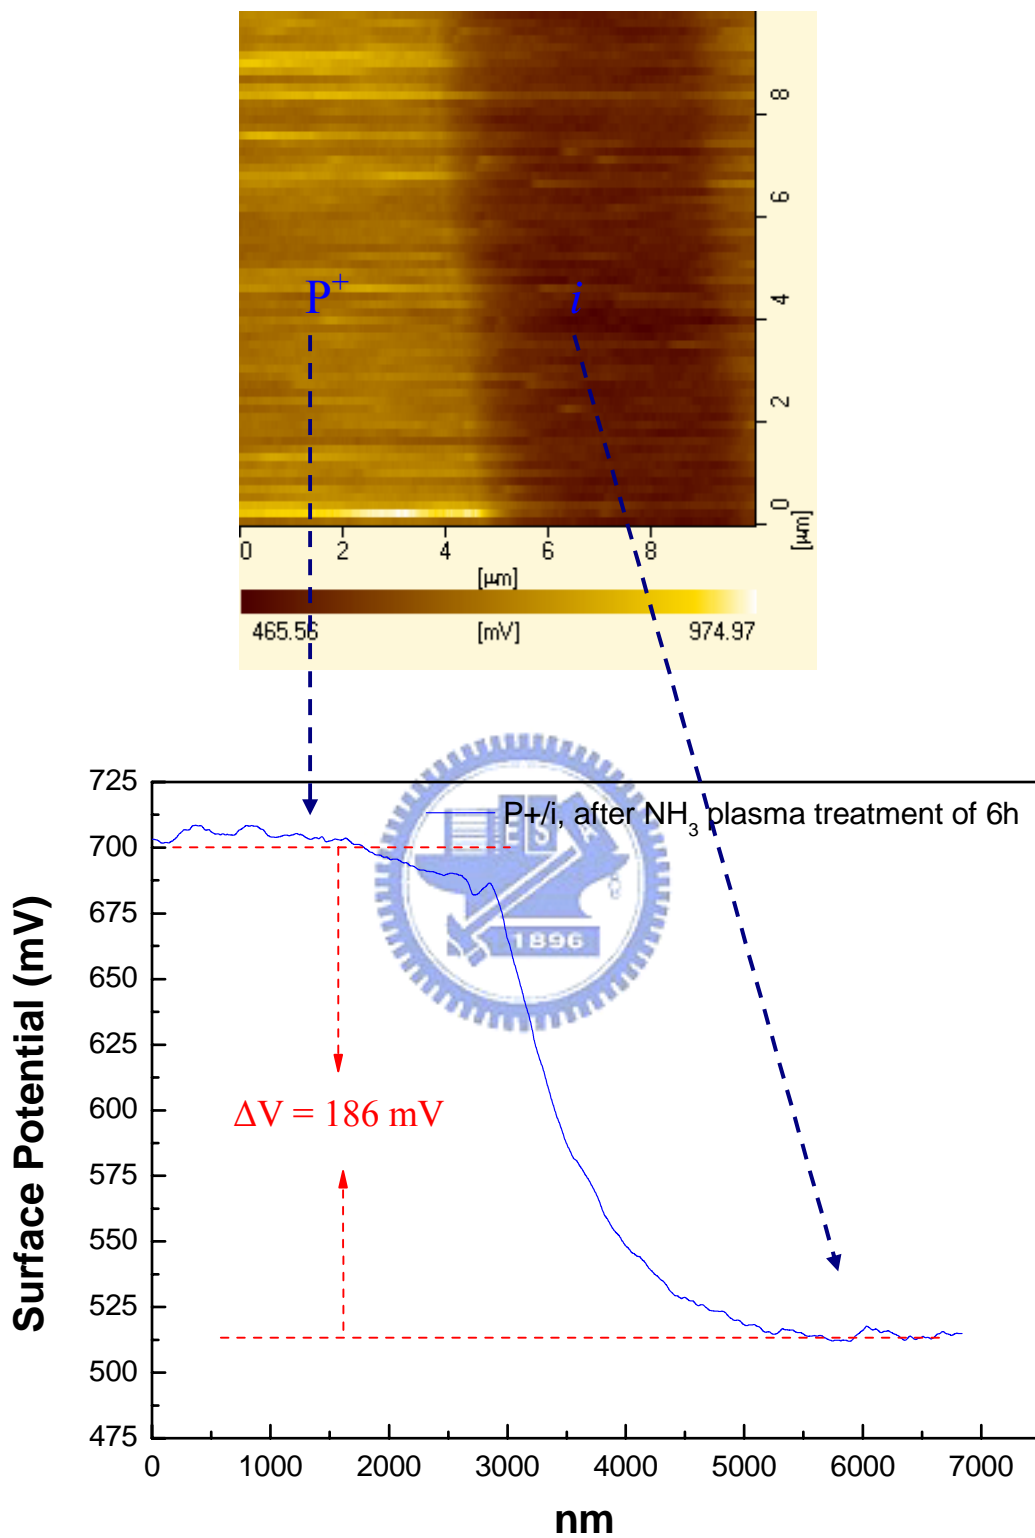 8
6
4
2
0
[µm]
P+
i
0 2 4 6 8
[µm]
465.56 [mV] 974.97
725
700
675
650
625
600
575
550
525
500
475
Surface Potential (mV)
P+/i, after NH3 plasma treatment of 6h
E S A
1896
ΔV = 186 mV
0 1000 2000 3000 4000 5000 6000 7000
nm